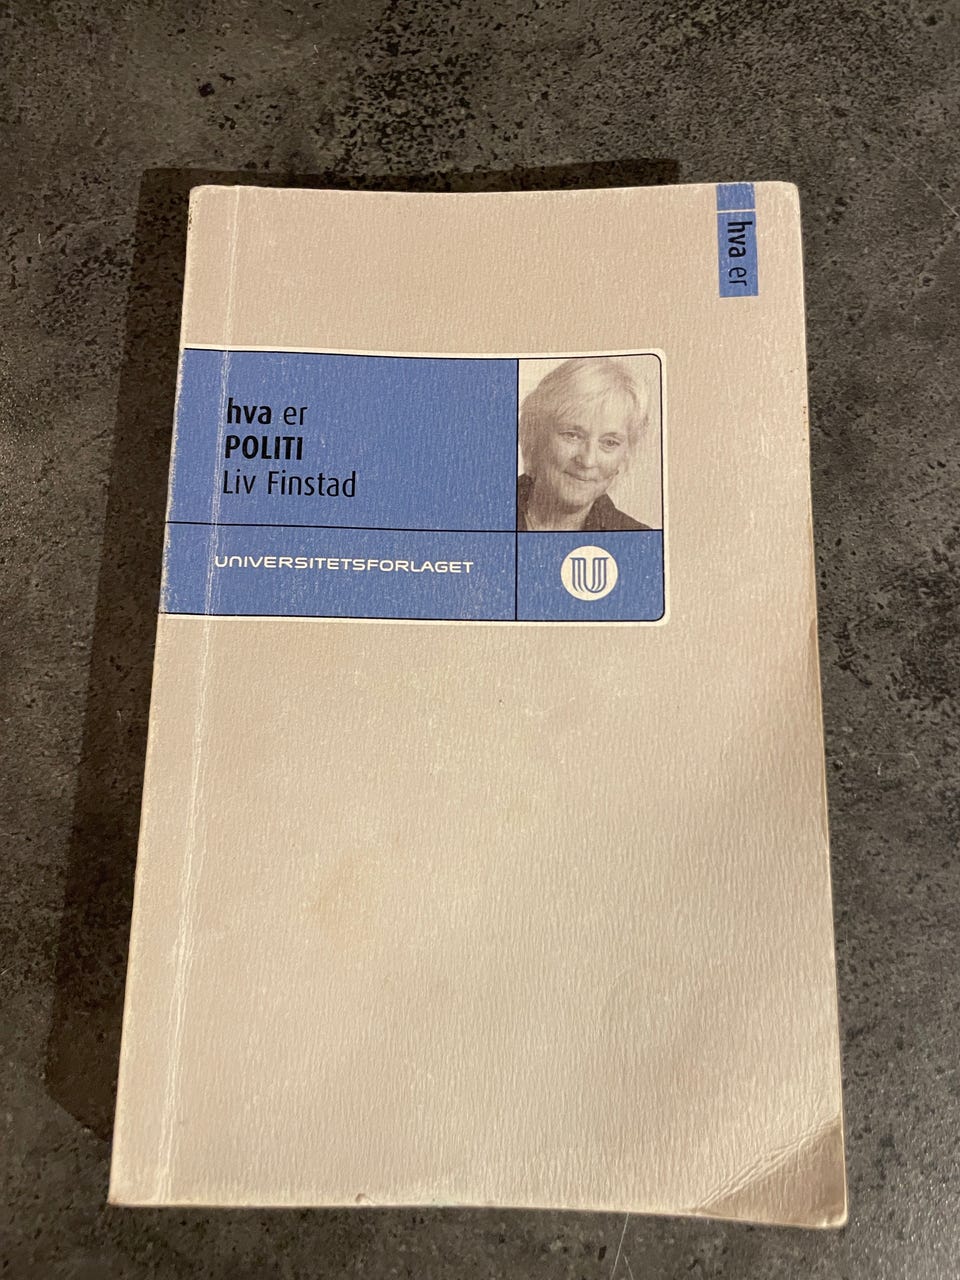 hva er
hva er
POLITI
Liv Finstad
UNIVERSITETSFORLAGET
U